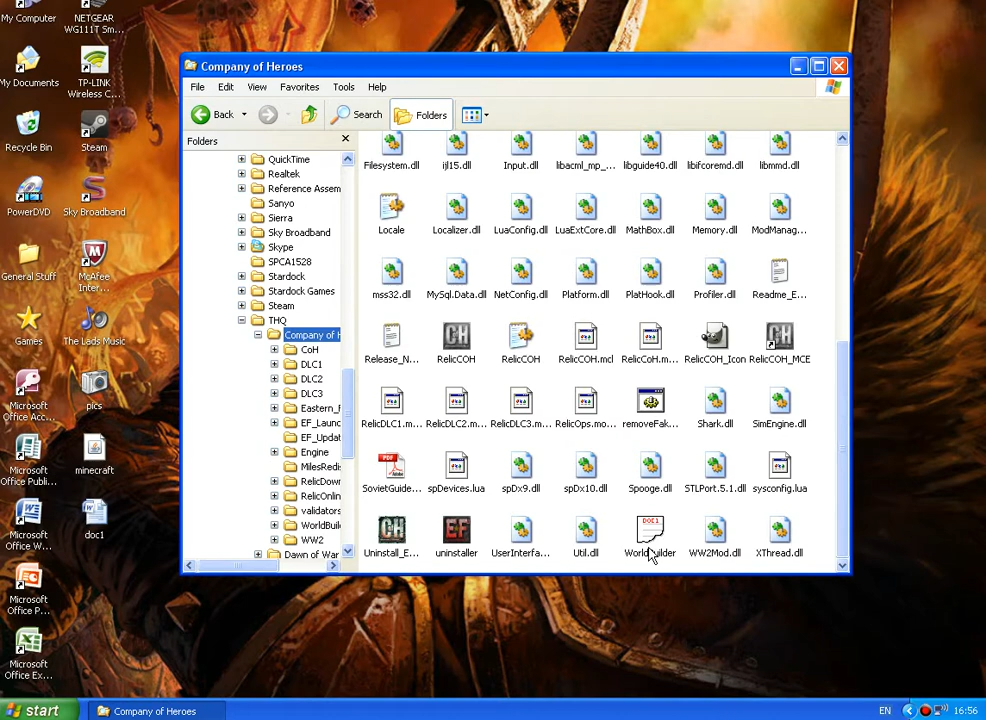 My Computer
NETGEAR
WG111T Sm...
My Documents
TP-LINK
Wireless C...
Recycle Bin
Steam
PowerDVD
Sky Broadband
General Stuff
McAfee
Inter...
Games
The Lads Music
Microsoft
Office Acc...
pics
Microsoft
Office Publi...
minecraft
Microsoft
Office W...
doc1
Microsoft
Office P...
Microsoft
Office Ex...
Company of Heroes
File Edit View Favorites Tools Help
Back Search Folders
Folders
QuickTime
Realtek
Reference Assem
Sanyo
Sierra
Sky Broadband
Skype
SPCA1528
Stardock
Stardock Games
Steam
THQ
Company of H
CoH
DLC1
DLC2
DLC3
Eastern_F
EF_Launc
EF_Updat
Engine
MilesRedis
RelicDown
RelicOnlin
validators
WorldBuil
WW2
Dawn of War
Filesystem.dll ijl15.dll Input.dll libacml_mp_... libguide40.dll libifcoremd.dll libmmd.dll
Locale Localizer.dll LuaConfig.dll LuaExtCore.dll MathBox.dll Memory.dll ModManag...
mss32.dll MySql.Data.dll NetConfig.dll Platform.dll PlatHook.dll Profiler.dll Readme_E...
CH CH
Release_N... RelicCOH RelicCOH RelicCOH.mcl RelicCoH.m... RelicCOH_Icon RelicCOH_MCE
RelicDLC1.m... RelicDLC2.m... RelicDLC3.m... RelicOps.mo... removeFak... Shark.dll SimEngine.dll
PDF
SovietGuide... spDevices.lua spDx9.dll spDx10.dll Spooge.dll STLPort.5.1.dll sysconfig.lua
CH EF DOC1
Uninstall_E... uninstaller UserInterfa... Util.dll WorldBuilder WW2Mod.dll XThread.dll
start Company of Heroes EN 16:56